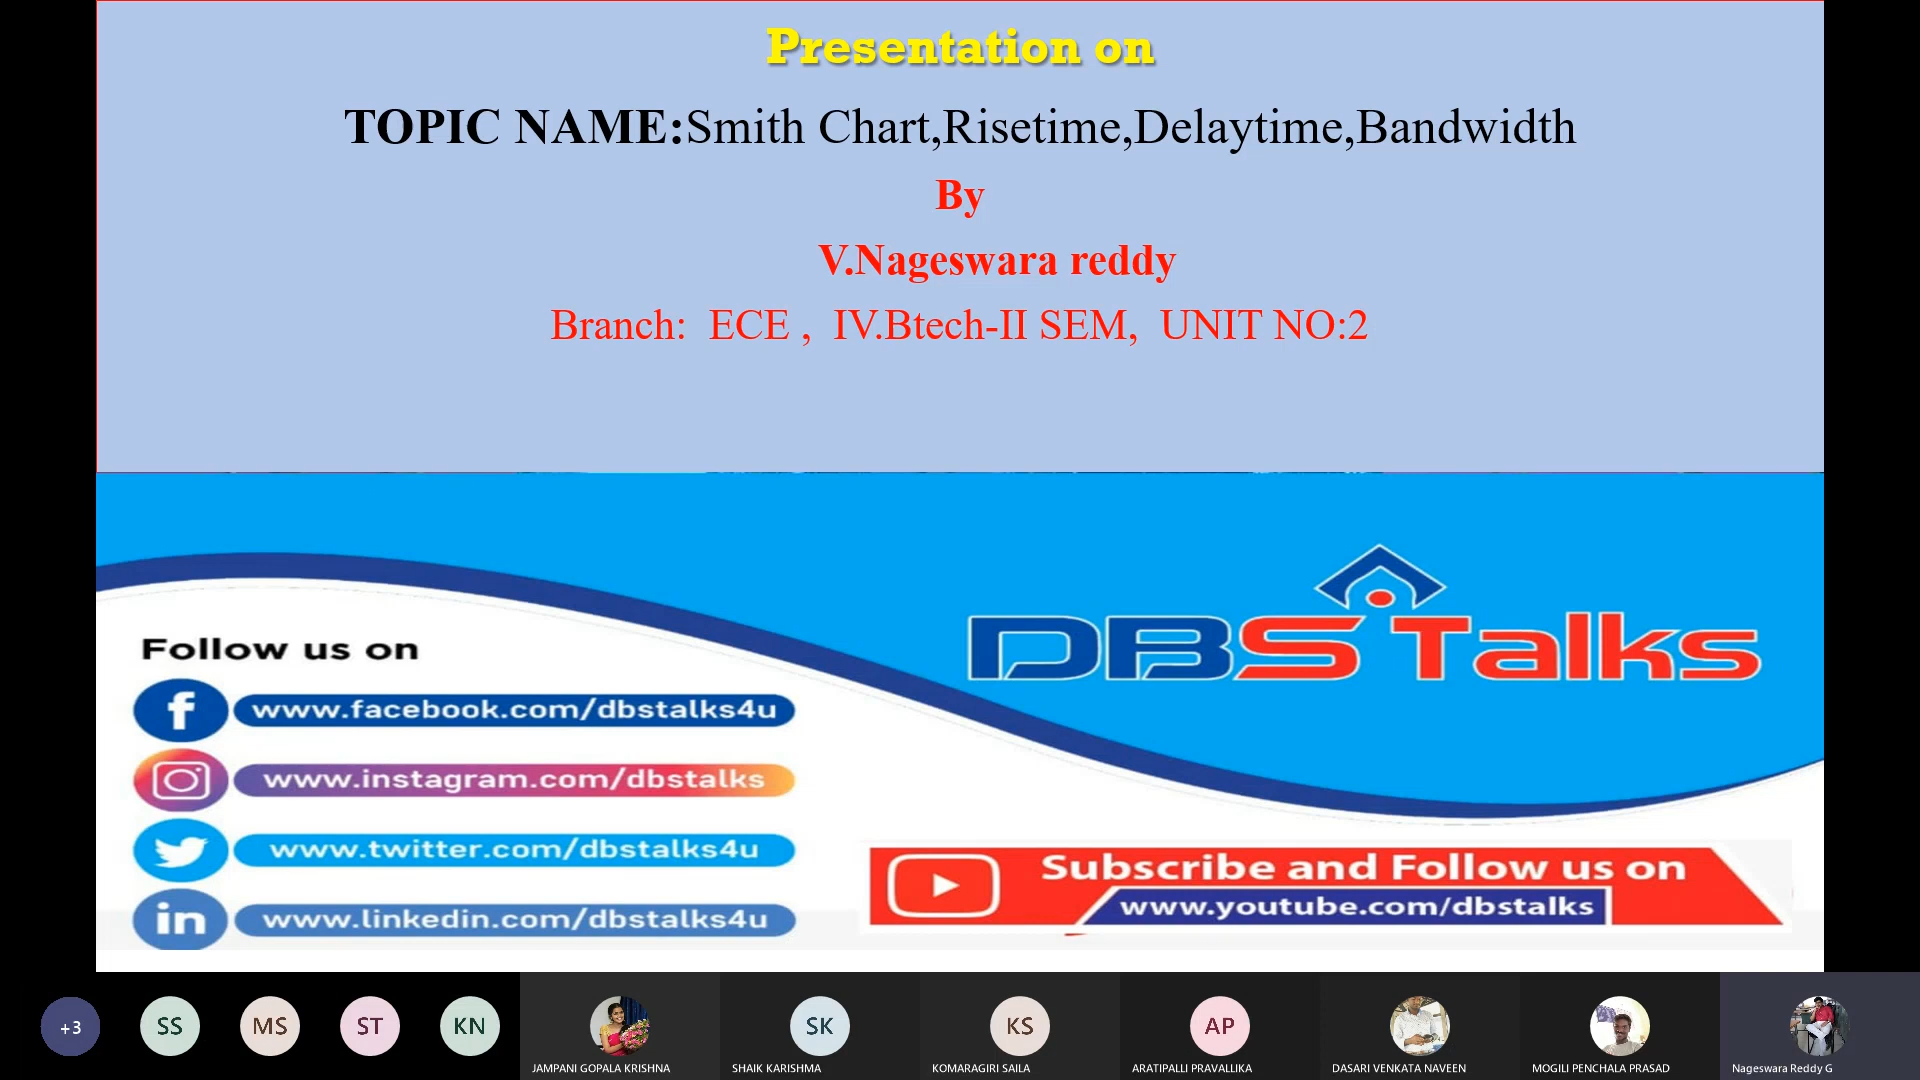 Presentation on
TOPIC NAME:Smith Chart,Risetime,Delaytime,Bandwidth
By
V.Nageswara reddy
Branch:  ECE ,  IV.Btech-II SEM,  UNIT NO:2
DBS Talks
Follow us on
www.facebook.com/dbstalks4u
www.instagram.com/dbstalks
www.twitter.com/dbstalks4u
www.linkedin.com/dbstalks4u
Subscribe and Follow us on
www.youtube.com/dbstalks
+3
SS
MS
ST
KN
JAMPANI GOPALA KRISHNA
SK
SHAIK KARISHMA
KS
KOMARAGIRI SAILA
AP
ARATIPALLI PRAVALLIKA
DASARI VENKATA NAVEEN
MOGILI PENCHALA PRASAD
Nageswara Reddy G